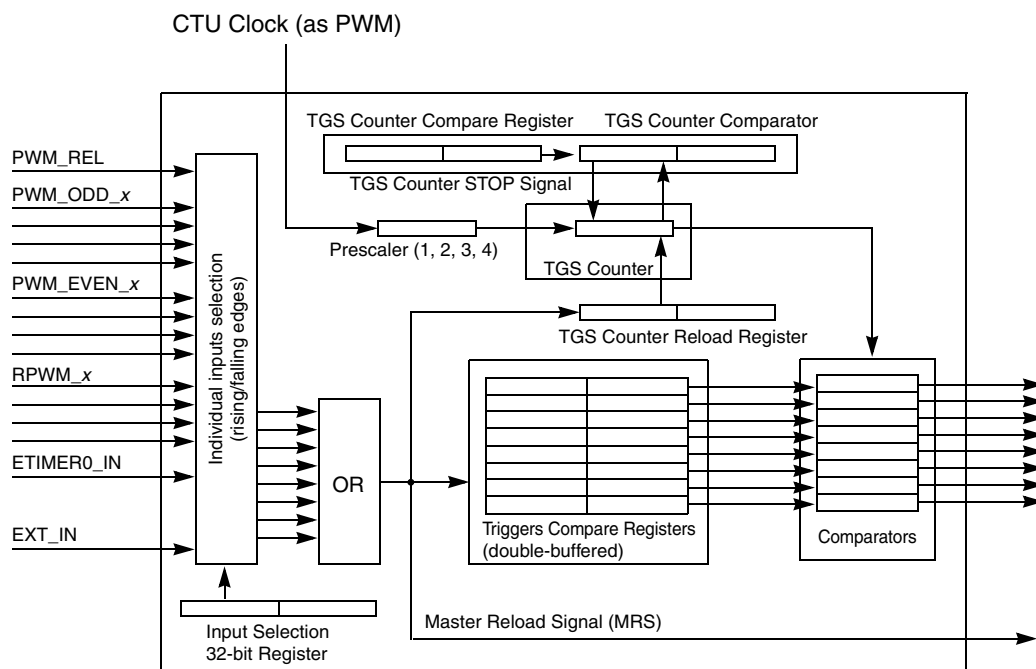 CTU Clock (as PWM)
TGS Counter Compare Register
TGS Counter Comparator
PWM_REL
TGS Counter STOP Signal
PWM_ODD_x
Prescaler (1, 2, 3, 4)
TGS Counter
PWM_EVEN_x
TGS Counter Reload Register
Individual inputs selection
(rising/falling edges)
RPWM_x
ETIMER0_IN
OR
EXT_IN
Triggers Compare Registers
(double-buffered)
Comparators
Input Selection
32-bit Register
Master Reload Signal (MRS)